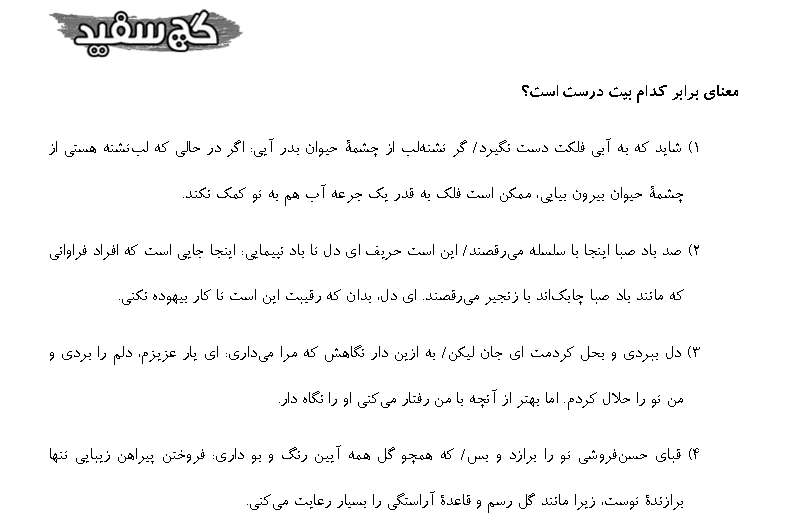 گچ سفید
معنای برابر کدام بیت درست است؟
۱) شاید که به آبی فلکت دست نگیرد/ گر تشنه‌لب از چشمهٔ حیوان بدر آیی: اگر در حالی که لب‌تشنه هستی از
چشمهٔ حیوان بیرون بیایی، ممکن است فلک به قدر یک جرعه آب هم به تو کمک نکند.
۲) صد باد صبا اینجا با سلسله می‌رقصند/ این است حریف ای دل تا باد نپیمایی: اینجا جایی است که افراد فراوانی
که مانند باد صبا چابک‌اند با زنجیر می‌رقصند. ای دل، بدان که رقیبت این است تا کار بیهوده نکنی.
۳) دل ببردی و بحل کردمت ای جان لیکن/ به ازین دار نگاهش که مرا می‌داری: ای یار عزیزم، دلم را بردی و
من تو را حلال کردم. اما بهتر از آنچه با من رفتار می‌کنی او را نگاه دار.
۴) قبای حسن‌فروشی تو را برازد و بس/ که همچو گل همه آیین رنگ و بو داری: فروختن پیراهن زیبایی تنها
برازندهٔ توست، زیرا مانند گل رسم و قاعدهٔ آراستگی را بسیار رعایت می‌کنی.